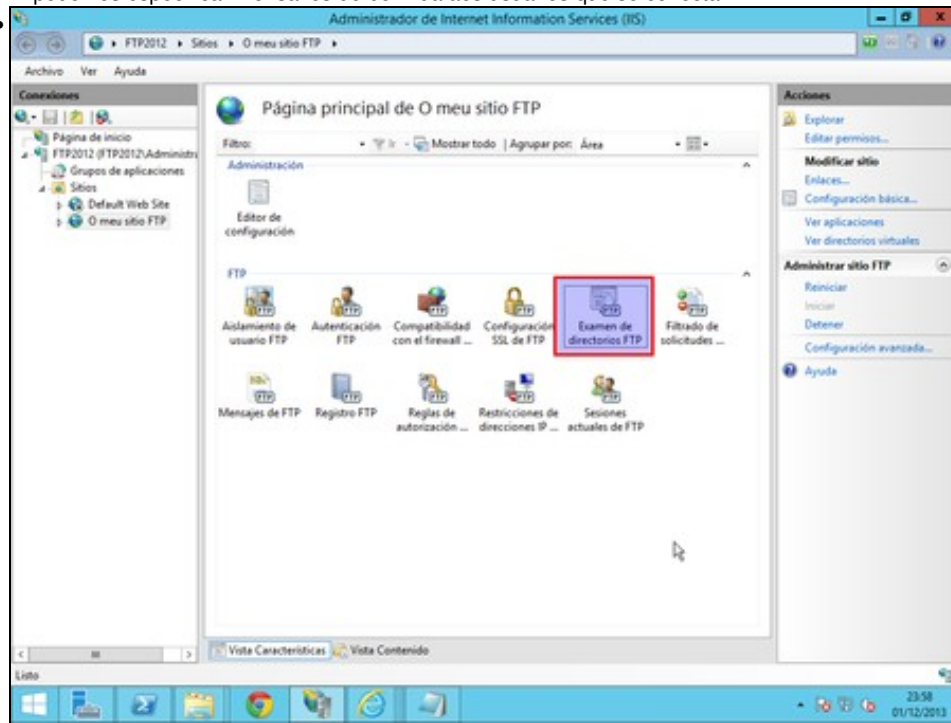 Administrador de Internet Information Services (IIS)
FTP2012 ▸ Sitios ▸ O meu sitio FTP ▸
Archivo Ver Ayuda
Conexiones
Página de inicio
FTP2012 (FTP2012\Administr
Grupos de aplicaciones
Sitios
Default Web Site
O meu sitio FTP
Página principal de O meu sitio FTP
Filtro: Ir Mostrar todo Agrupar por: Área
Administración
Editor de
configuración
FTP
Aislamiento de
usuario FTP
Autenticación
FTP
Compatibilidad
con el firewall ...
Configuración
SSL de FTP
Examen de
directorios FTP
Filtrado de
solicitudes ...
Mensajes de FTP
Registro FTP
Reglas de
autorización ...
Restricciones de
direcciones IP ...
Sesiones
actuales de FTP
Vista Características Vista Contenido
Acciones
Explorar
Editar permisos...
Modificar sitio
Enlaces...
Configuración básica...
Ver aplicaciones
Ver directorios virtuales
Administrar sitio FTP
Reiniciar
Iniciar
Detener
Configuración avanzada...
Ayuda
Listo
23:58
01/12/2013